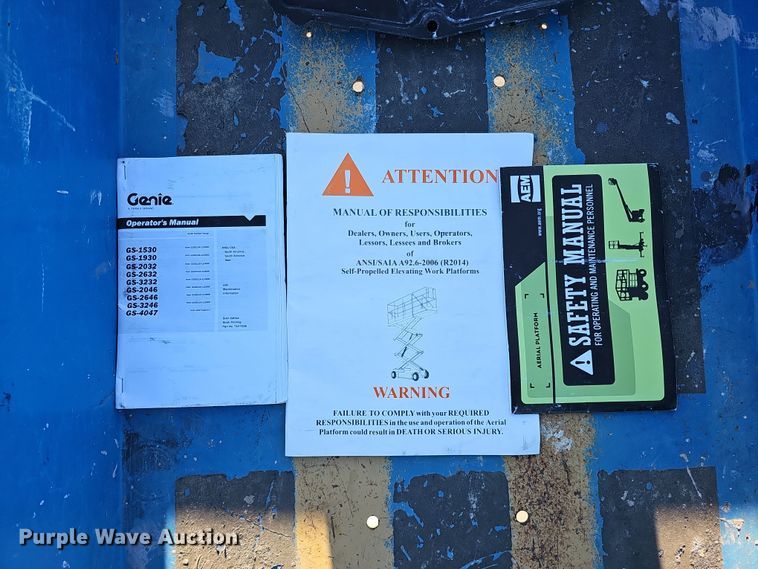 Genie
Operator's Manual
GS-1530
GS-1930
GS-2032
GS-2632
GS-3232
GS-2046
GS-2646
GS-3246
GS-4047
ATTENTION
MANUAL OF RESPONSIBILITIES
for
Dealers, Owners, Users, Operators,
Lessors, Lessees and Brokers
of
ANSI/SAIA A92.6-2006 (R2014)
Self-Propelled Elevating Work Platforms
WARNING
FAILURE TO COMPLY with your REQUIRED
RESPONSIBILITIES in the use and operation of the Aerial
Platform could result in DEATH OR SERIOUS INJURY.
AEM
www.aem.org
AERIAL PLATFORM
SAFETY MANUAL
FOR OPERATING AND MAINTENANCE PERSONNEL
Purple Wave Auction